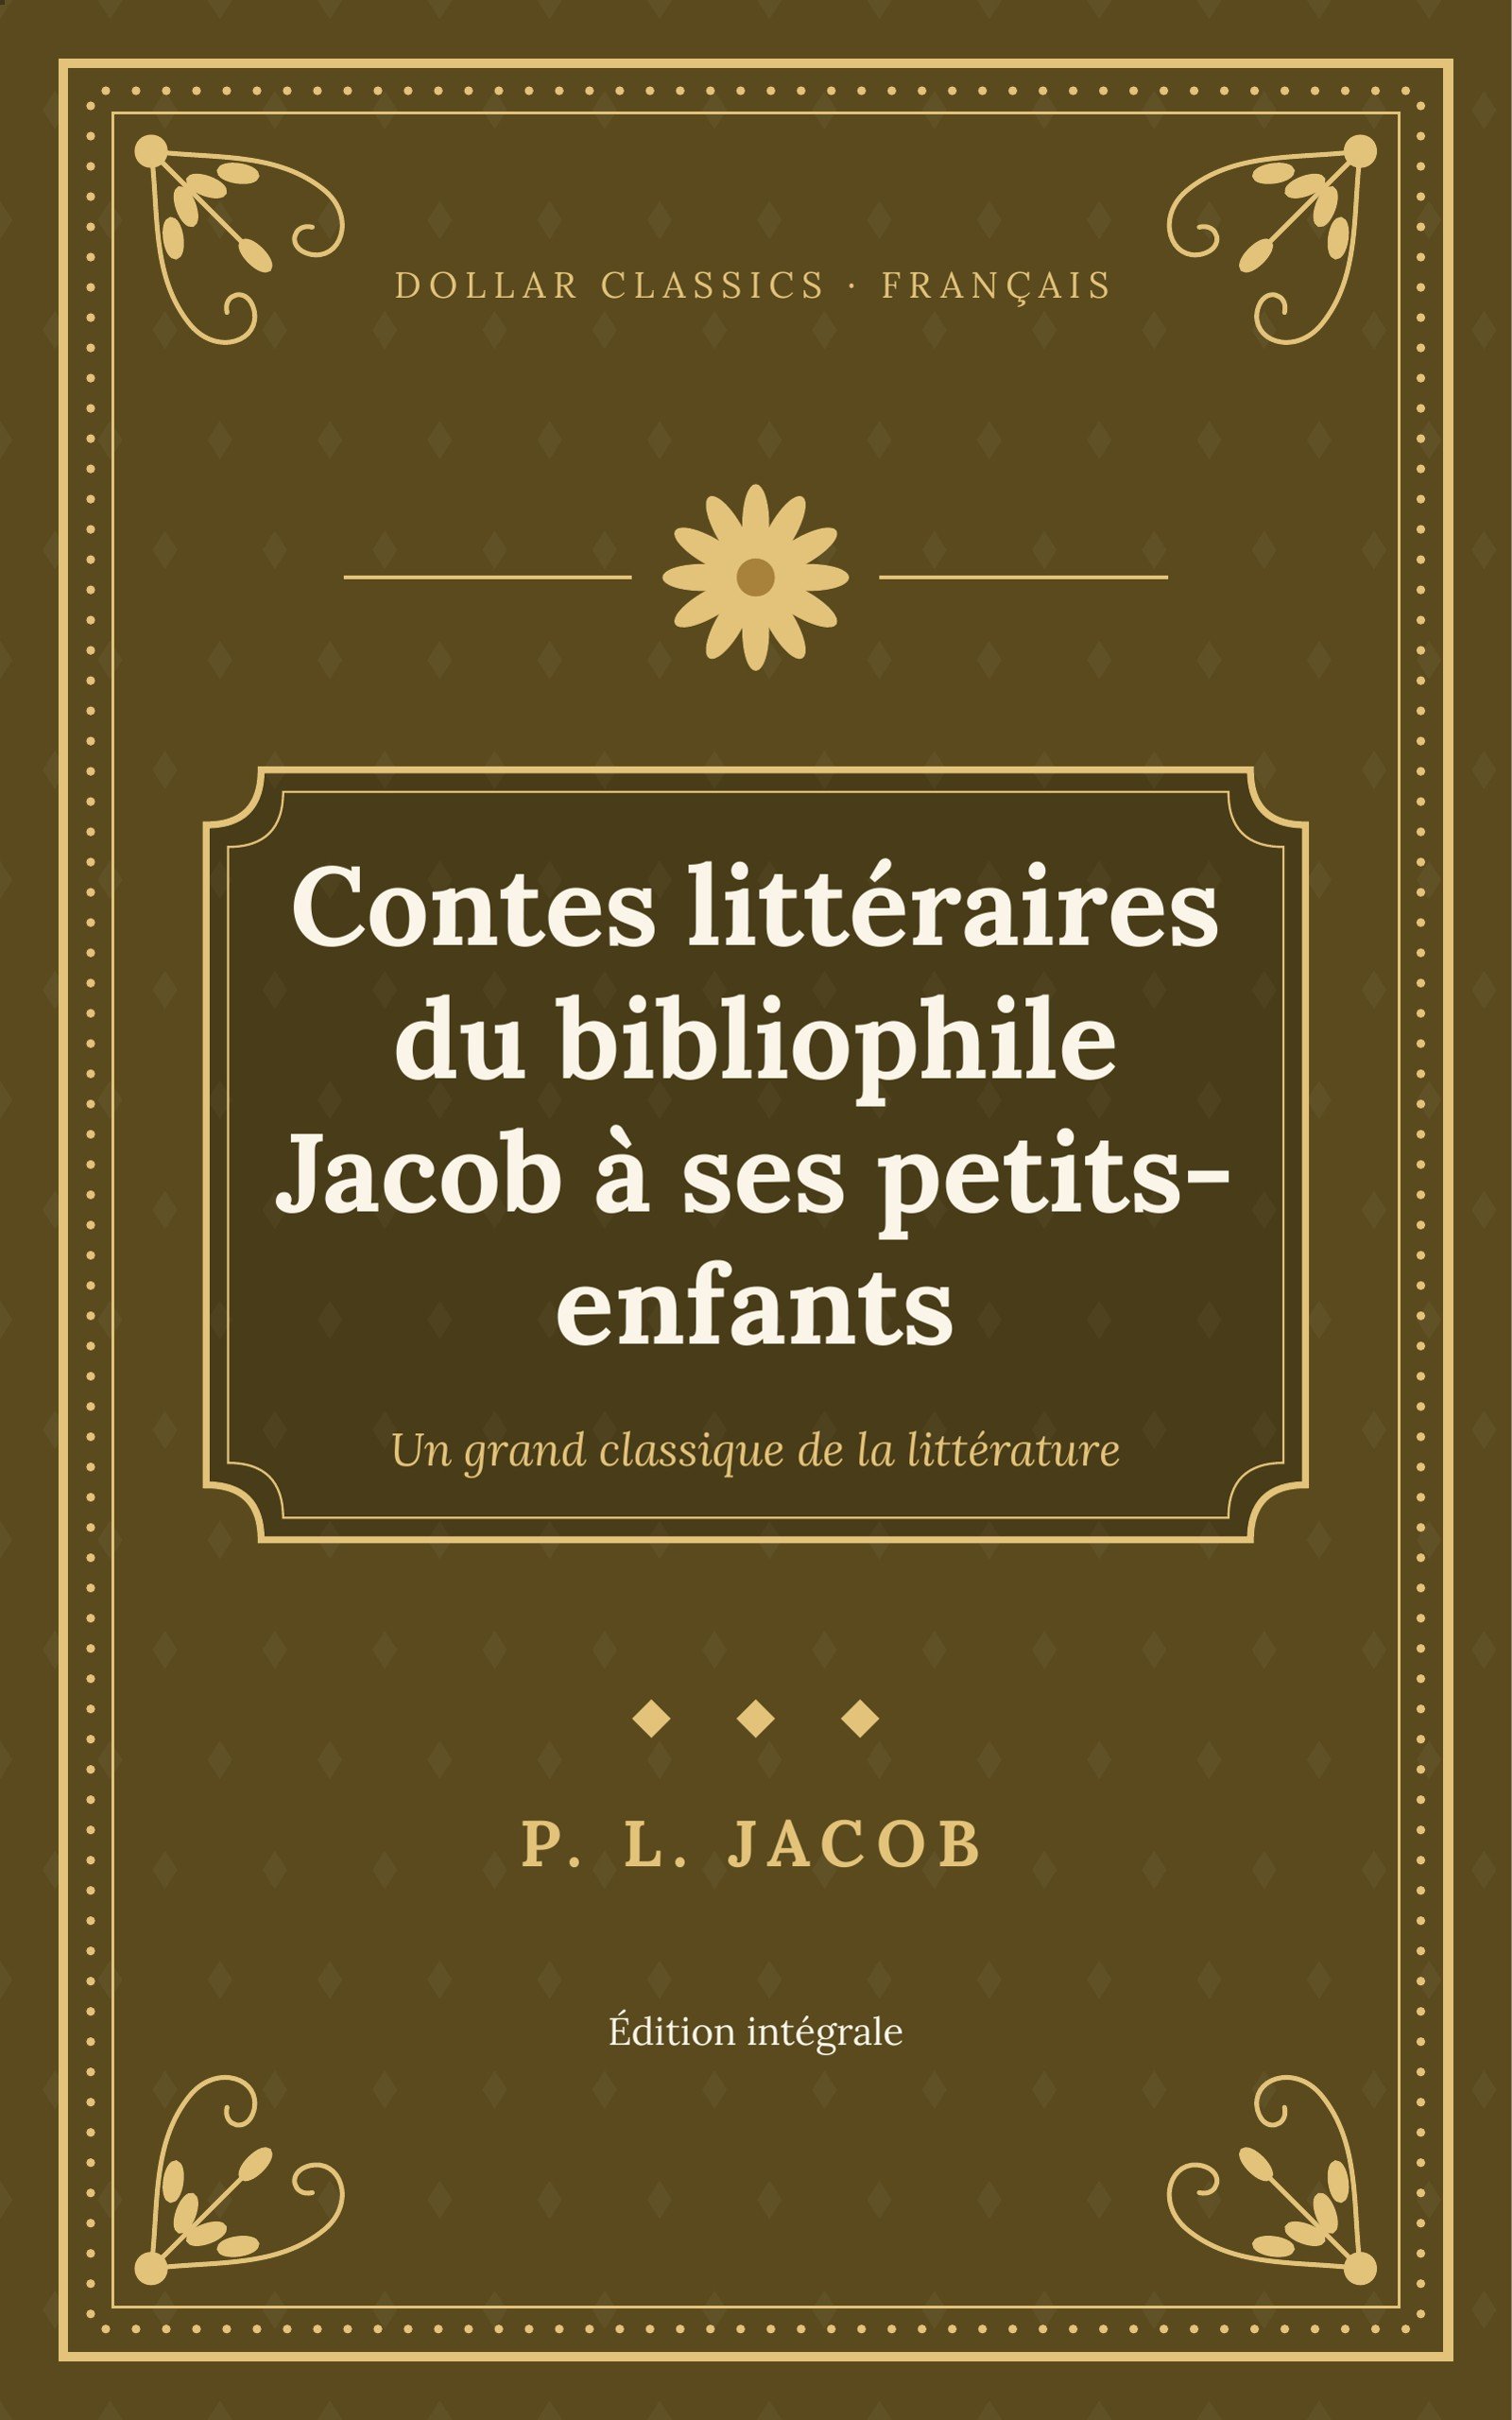 DOLLAR CLASSICS · FRANÇAIS
Contes littéraires
du bibliophile
Jacob à ses petits-
enfants
Un grand classique de la littérature
P. L. JACOB
Édition intégrale